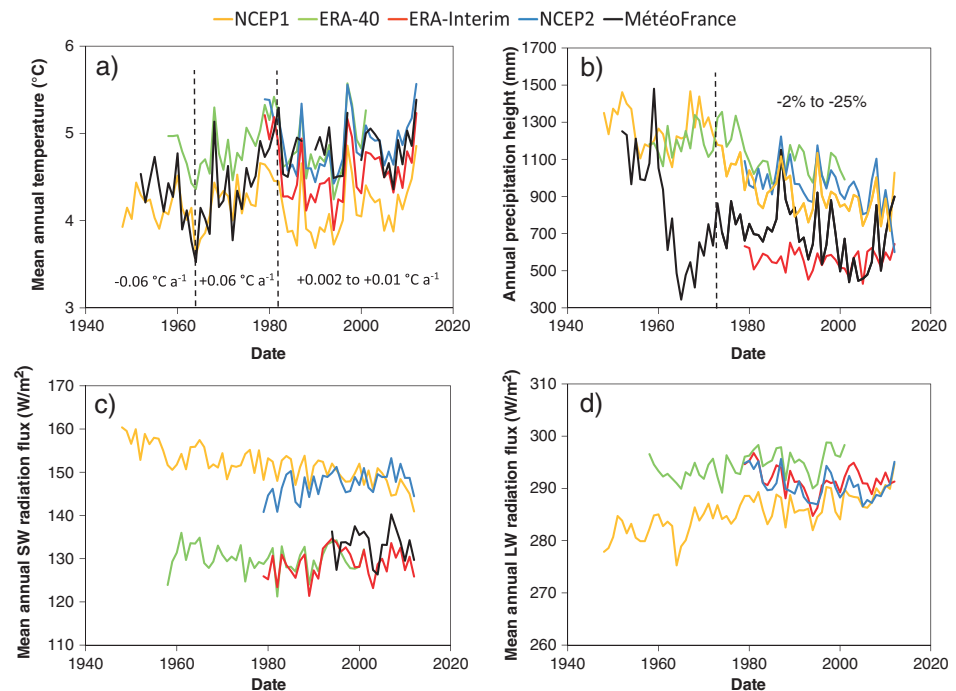 NCEP1 ERA-40 ERA-Interim NCEP2 MétéoFrance
a)
Mean annual temperature (°C)
6
5
4
3
-0.06 °C a⁻¹ +0.06 °C a⁻¹ +0.002 to +0.01 °C a⁻¹
1940 1960 1980 2000 2020
Date
b)
Annual precipitation height (mm)
1700
1500
1300
1100
900
700
500
300
-2% to -25%
1940 1960 1980 2000 2020
Date
c)
Mean annual SW radiation flux (W/m²)
170
160
150
140
130
120
110
1940 1960 1980 2000 2020
Date
d)
Mean annual LW radiation flux (W/m²)
310
300
290
280
270
260
1940 1960 1980 2000 2020
Date